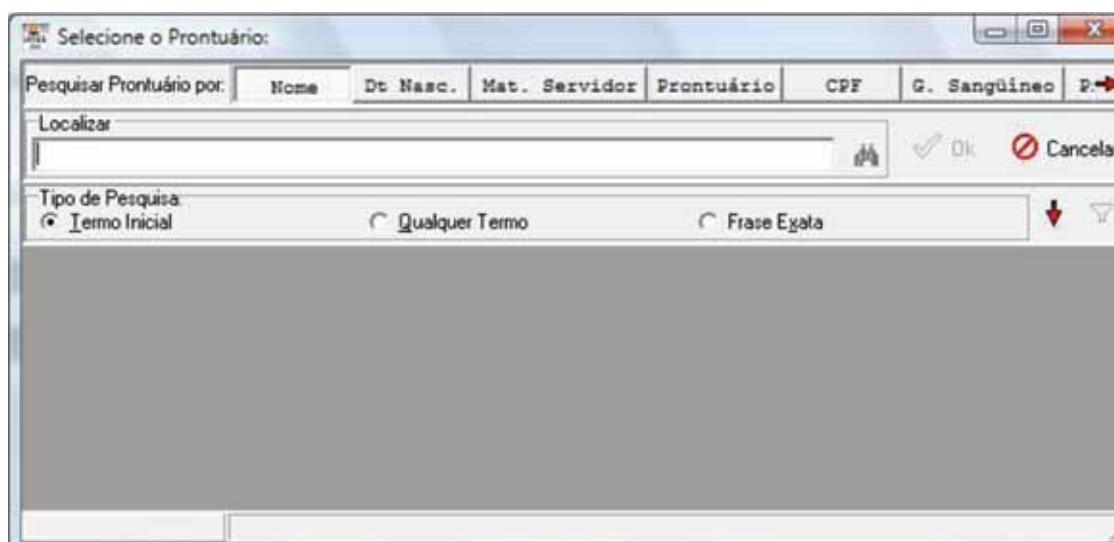 Selecione o Prontuário:
Pesquisar Prontuário por: Nome Dt Nasc. Mat. Servidor Prontuário CPF G. Sangüíneo P.
Localizar
Ok Cancela
Tipo de Pesquisa:
Termo Inicial Qualquer Termo Frase Exata